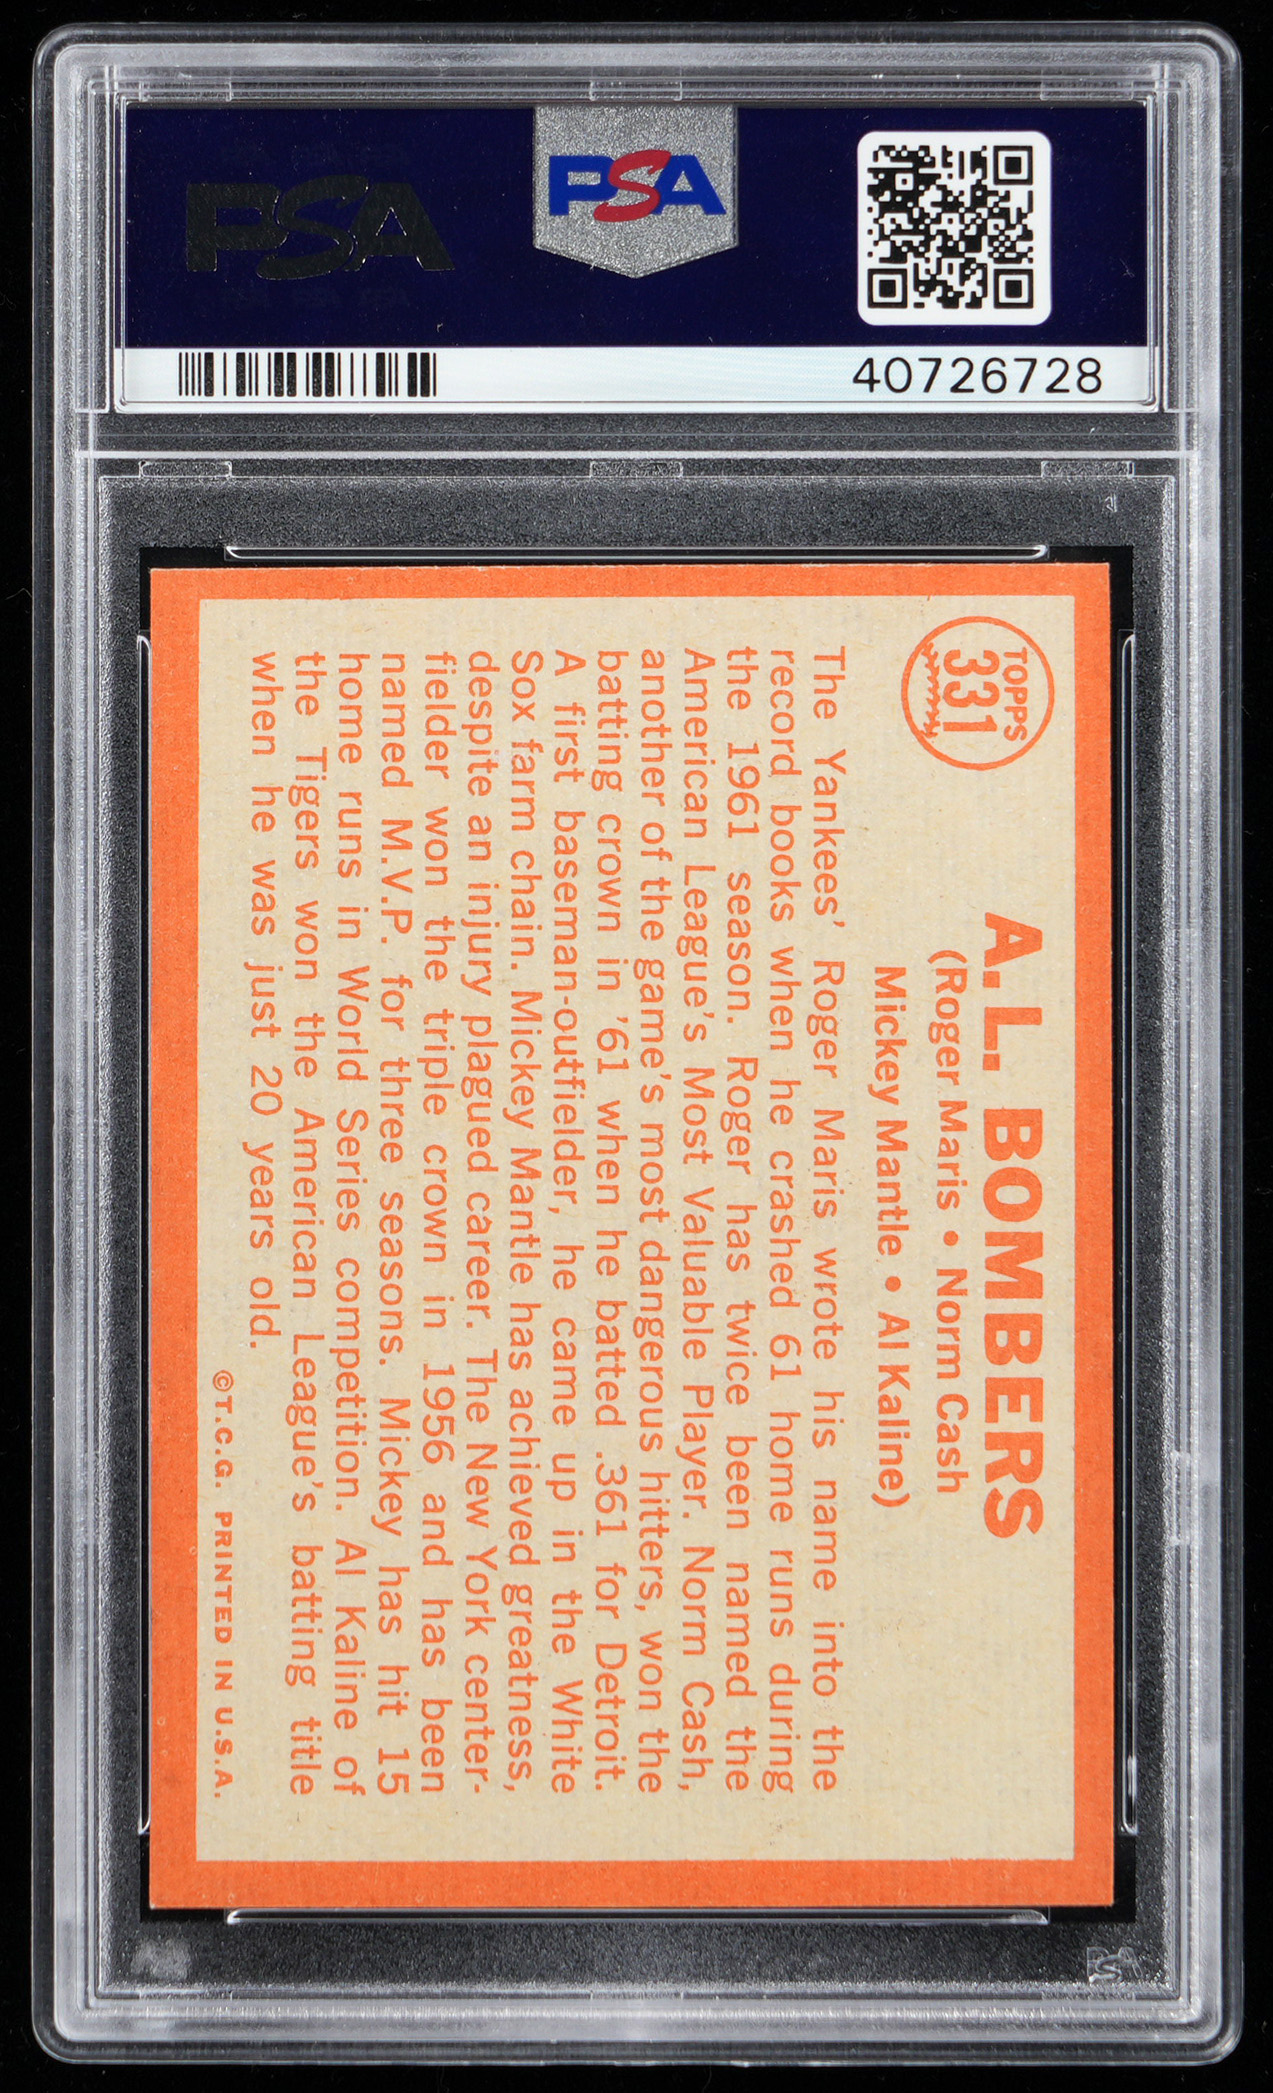 PSA
PSA
40726728
TOPPS
331
A.L. BOMBERS
(Roger Maris • Norm Cash
Mickey Mantle • Al Kaline)
The Yankees' Roger Maris wrote his name into the
record books when he crashed 61 home runs during
the 1961 season. Roger has twice been named the
American League's Most Valuable Player. Norm Cash,
another of the game's most dangerous hitters, won the
batting crown in '61 when he batted .361 for Detroit.
A first baseman-outfielder, he came up in the White
Sox farm chain. Mickey Mantle has achieved greatness,
despite an injury plagued career. The New York center-
fielder won the triple crown in 1956 and has been
named M.V.P. for three seasons. Mickey has hit 15
home runs in World Series competition. Al Kaline of
the Tigers won the American League's batting title
when he was just 20 years old.
©T.C.G. PRINTED IN U.S.A.
PSA